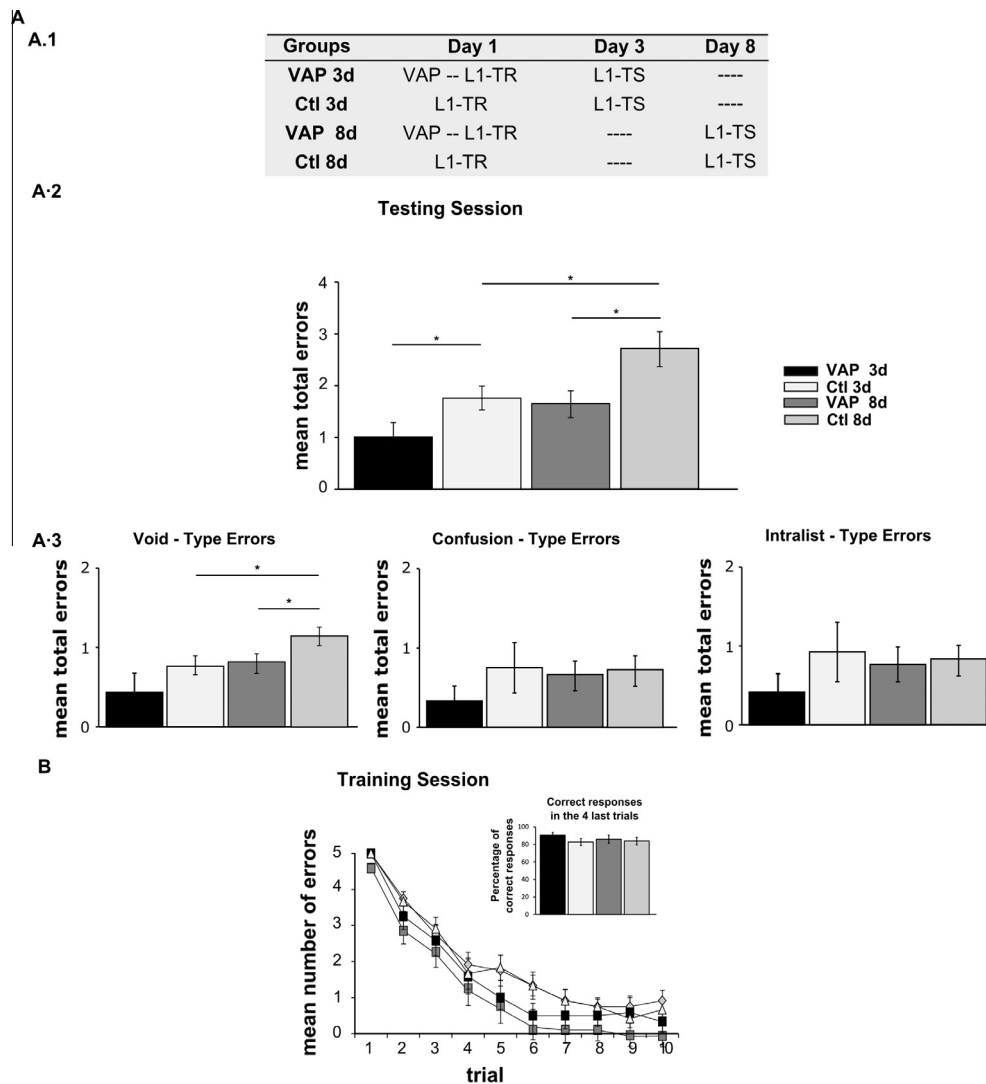 A
A.1
Groups Day 1 Day 3 Day 8
VAP 3d VAP -- L1-TR L1-TS ----
Ctl 3d L1-TR L1-TS ----
VAP 8d VAP -- L1-TR ---- L1-TS
Ctl 8d L1-TR ---- L1-TS
A·2
Testing Session
mean total errors
4
3
2
1
0
*
*
*
VAP 3d
Ctl 3d
VAP 8d
Ctl 8d
A·3
Void - Type Errors
mean total errors
2
1
0
*
*
Confusion - Type Errors
mean total errors
2
1
0
Intralist - Type Errors
mean total errors
2
1
0
B
Training Session
mean number of errors
5
4
3
2
1
0
1 2 3 4 5 6 7 8 9 10
trial
Correct responses
in the 4 last trials
Percentage of
correct responses
100
80
60
40
20
0